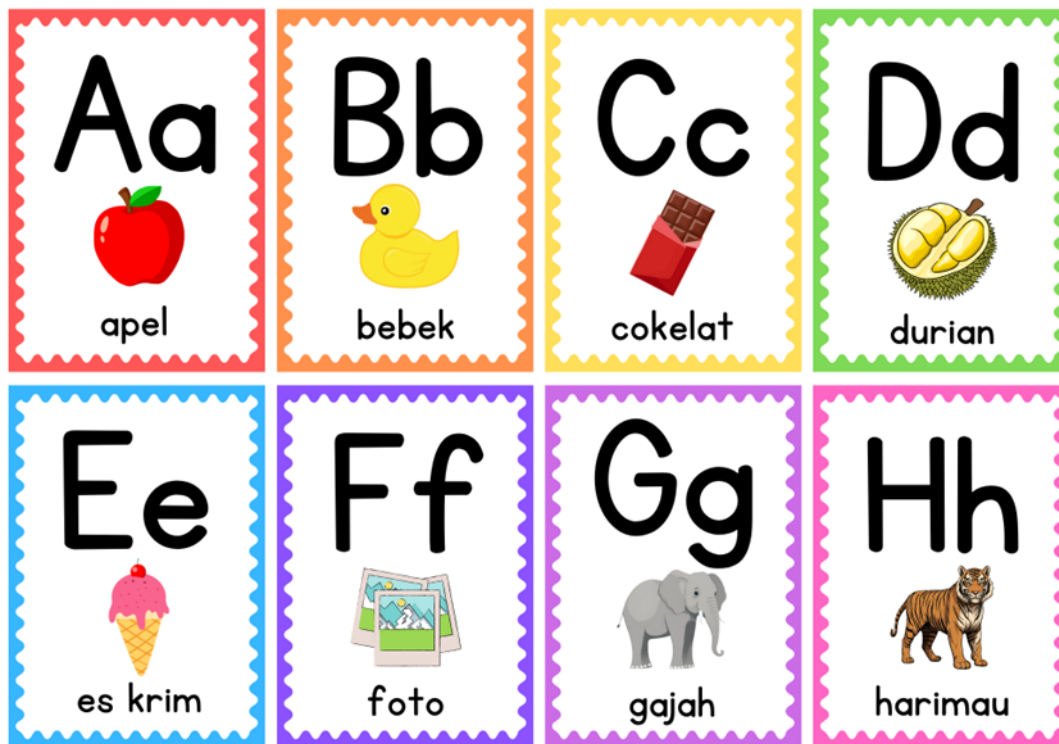 Aa
apel
Bb
bebek
Cc
cokelat
Dd
durian
Ee
es krim
Ff
foto
Gg
gajah
Hh
harimau